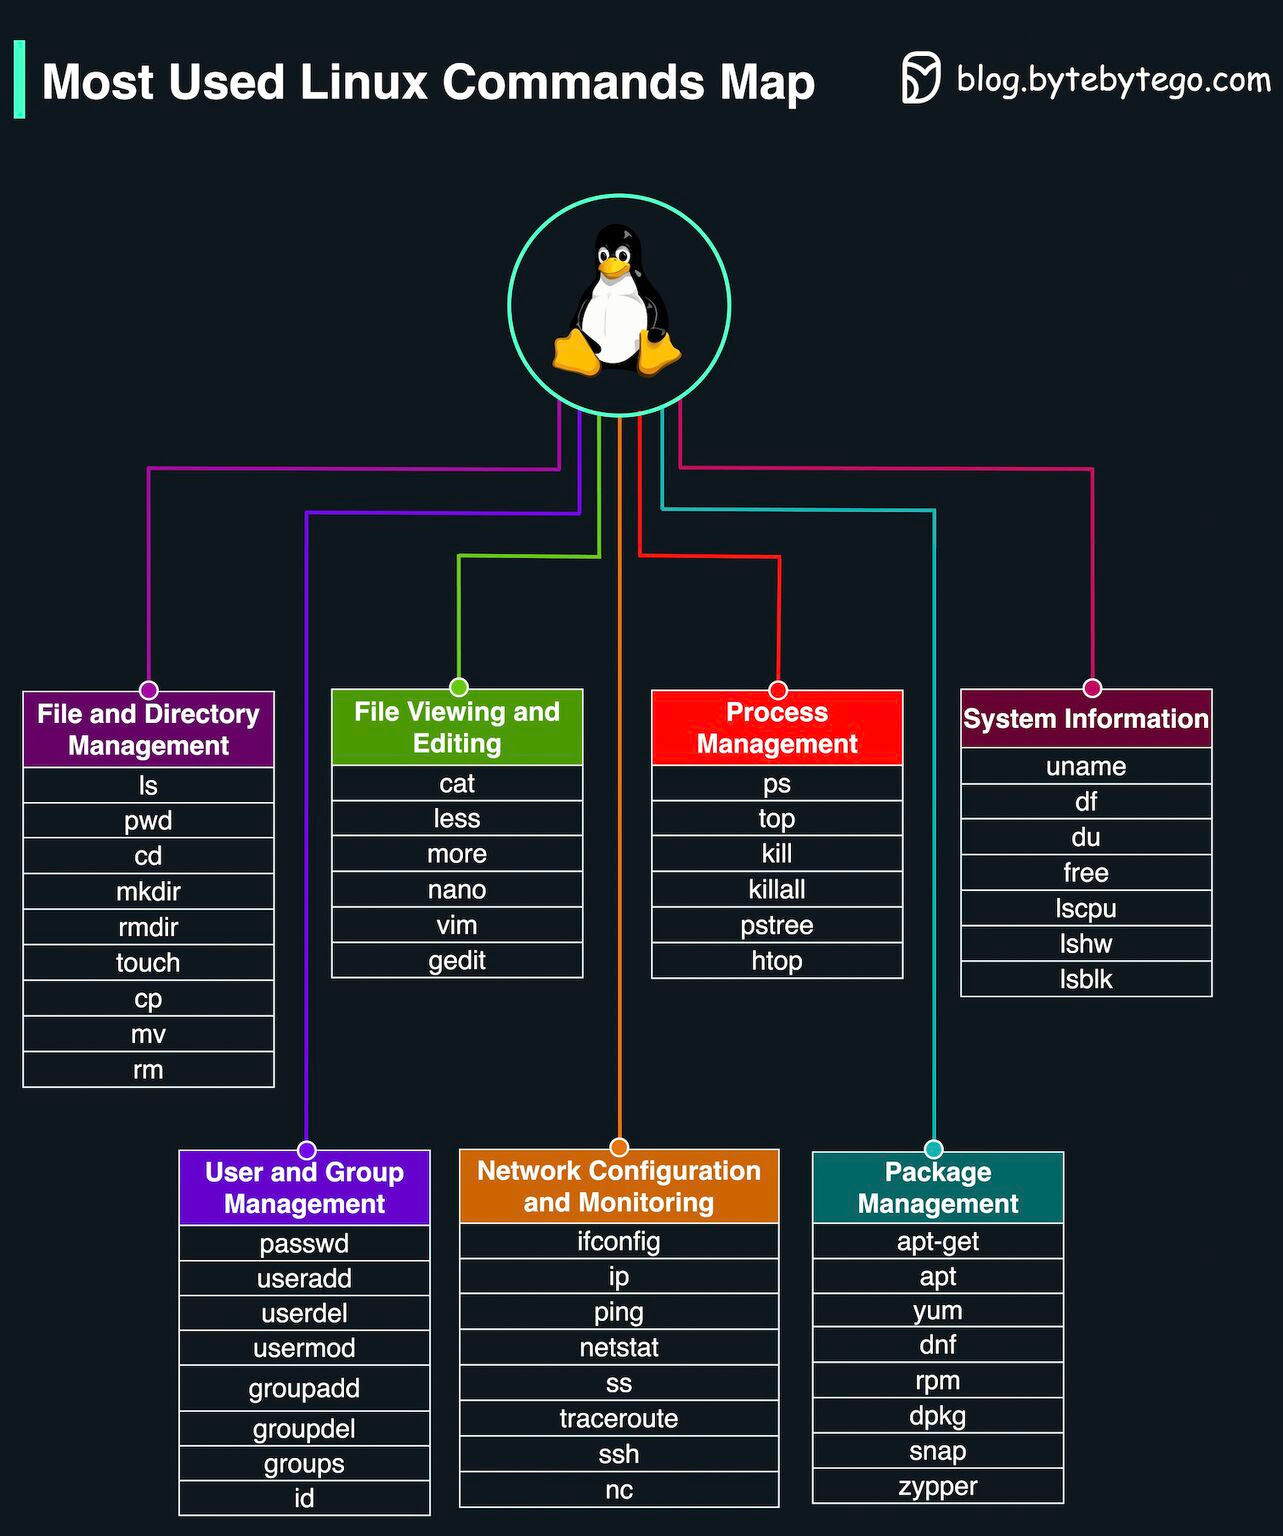 Most Used Linux Commands Map
blog.bytebytego.com
File and Directory
Management
ls
pwd
cd
mkdir
rmdir
touch
cp
mv
rm
File Viewing and
Editing
cat
less
more
nano
vim
gedit
Process
Management
ps
top
kill
killall
pstree
htop
System Information
uname
df
du
free
lscpu
lshw
lsblk
User and Group
Management
passwd
useradd
userdel
usermod
groupadd
groupdel
groups
id
Network Configuration
and Monitoring
ifconfig
ip
ping
netstat
ss
traceroute
ssh
nc
Package
Management
apt-get
apt
yum
dnf
rpm
dpkg
snap
zypper